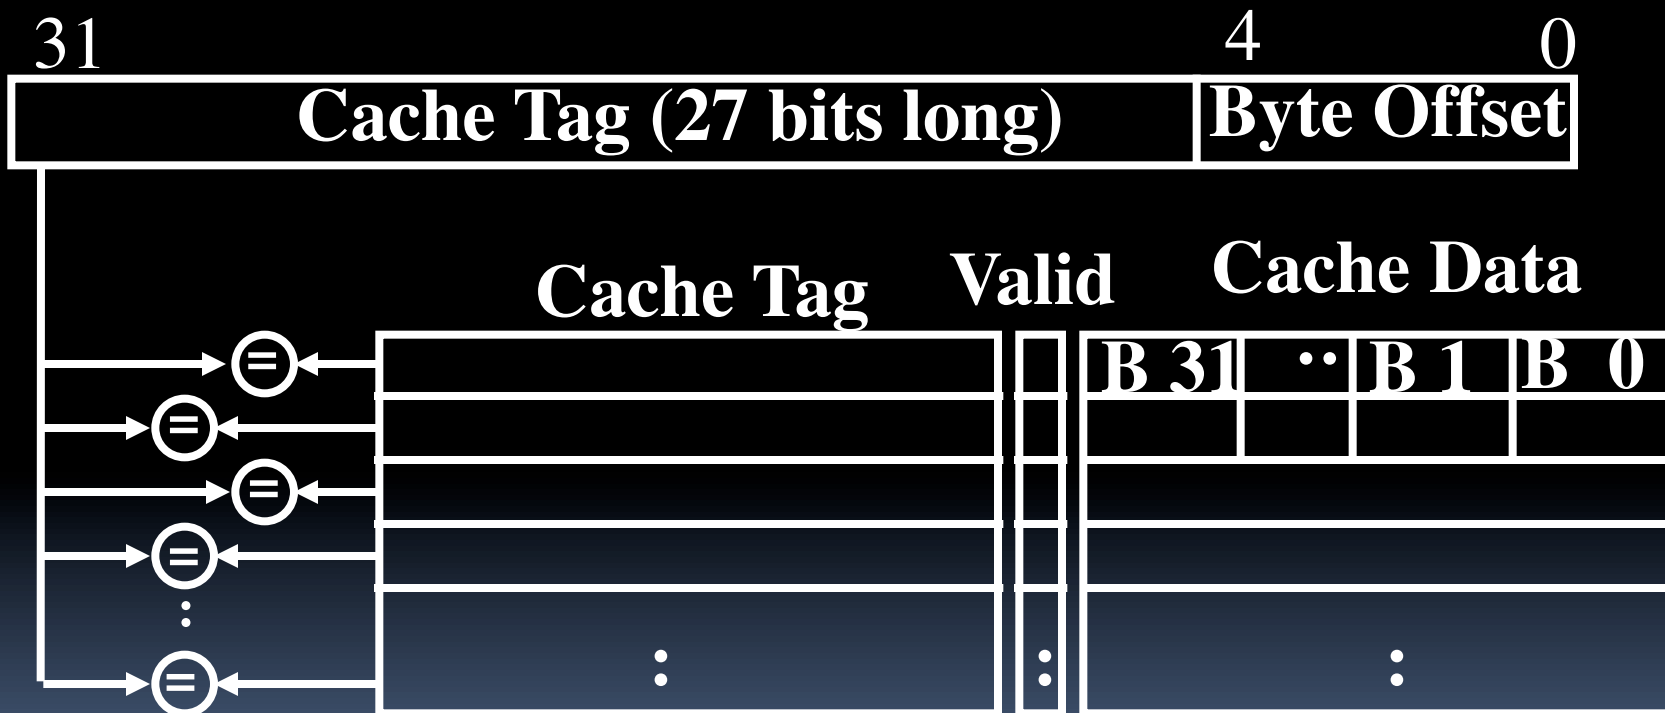 31 4 0
Cache Tag (27 bits long) Byte Offset
Cache Tag Valid Cache Data
= B 31 ·· B 1 B 0
=
=
=
:
= : : :